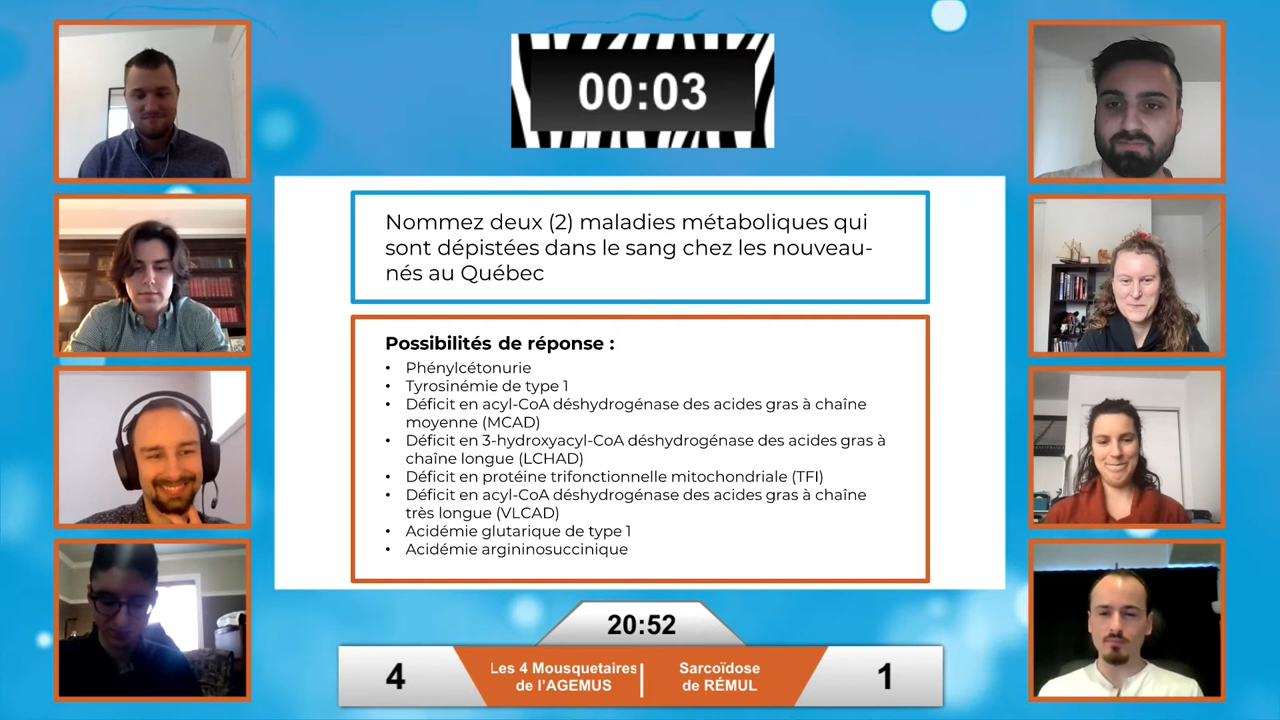 00:03
Nommez deux (2) maladies métaboliques qui
sont dépistées dans le sang chez les nouveau-
nés au Québec
Possibilités de réponse :
• Phénylcétonurie
• Tyrosinémie de type 1
• Déficit en acyl-CoA déshydrogénase des acides gras à chaîne
moyenne (MCAD)
• Déficit en 3-hydroxyacyl-CoA déshydrogénase des acides gras à
chaîne longue (LCHAD)
• Déficit en protéine trifonctionnelle mitochondriale (TFI)
• Déficit en acyl-CoA déshydrogénase des acides gras à chaîne
très longue (VLCAD)
• Acidémie glutarique de type 1
• Acidémie argininosuccinique
20:52
4
Les 4 Mousquetaires
de l'AGEMUS
Sarcoïdose
de RÉMUL
1